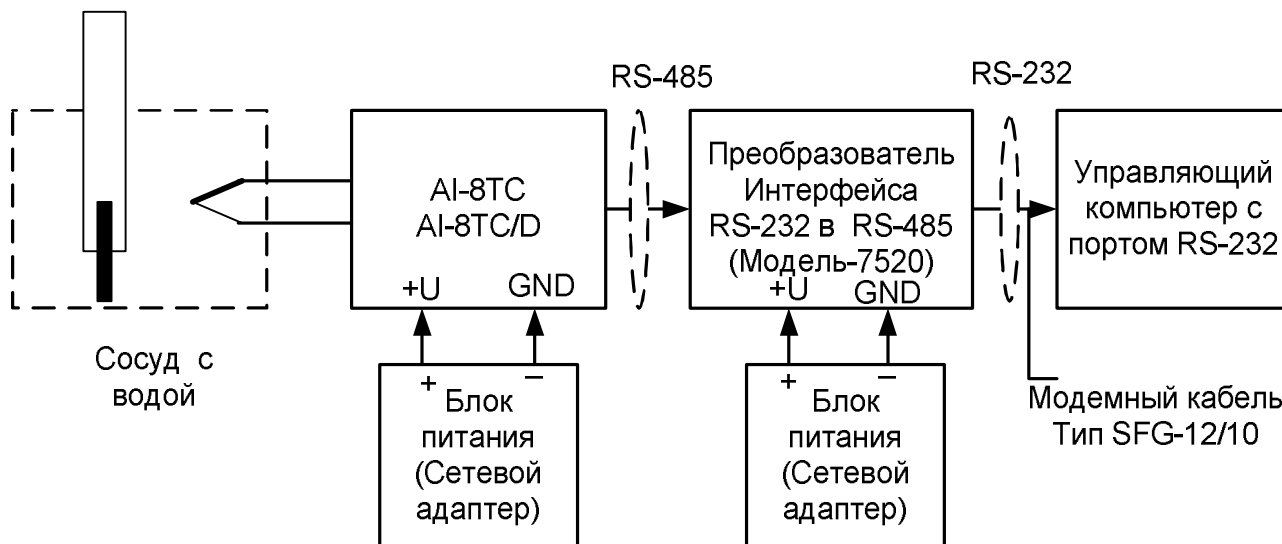 RS-485
RS-232
AI-8TC
AI-8TC/D
+U
GND
Преобразователь
Интерфейса
RS-232 в RS-485
(Модель-7520)
+U
GND
Управляющий
компьютер с
портом RS-232
Сосуд с
водой
+
–
Блок
питания
(Сетевой
адаптер)
+
–
Блок
питания
(Сетевой
адаптер)
Модемный кабель
Тип SFG-12/10